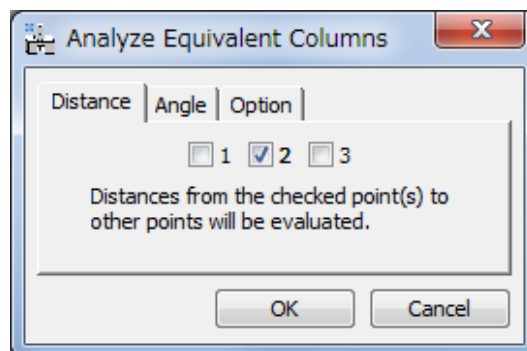 Analyze Equivalent Columns
Distance Angle Option
1 2 3
Distances from the checked point(s) to
other points will be evaluated.
OK Cancel